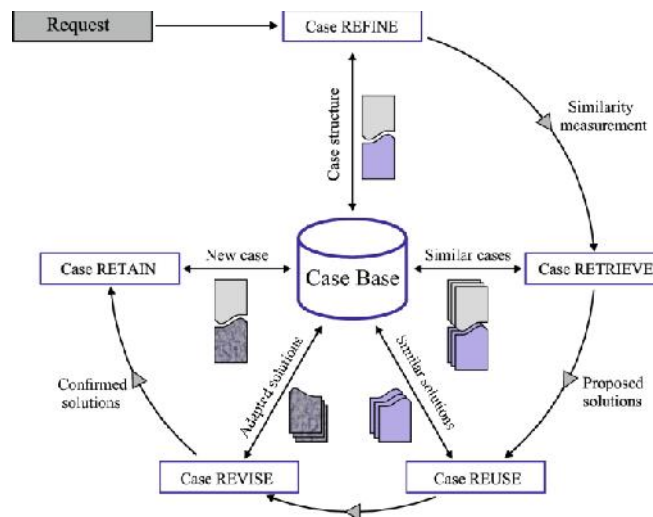 Request
Case REFINE
Similarity
measurement
Case structure
Case RETAIN
New case
Case Base
Similar cases
Case RETRIEVE
Confirmed
solutions
Adapted solutions
Similar solutions
Proposed
solutions
Case REVISE
Case REUSE